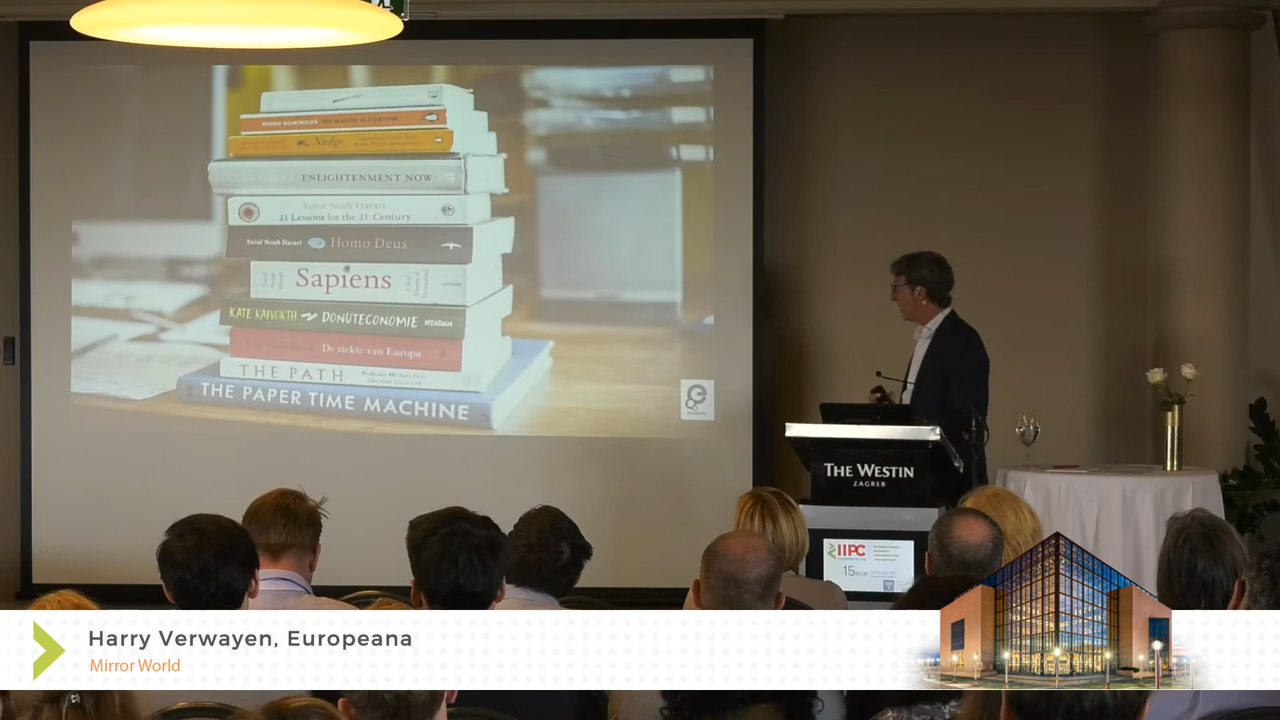 PEDRO DOMINGOS THE MASTER ALGORITHM
Nudge
ENLIGHTENMENT NOW
Yuval Noah Harari
21 Lessons for the 21st Century
Yuval Noah Harari Homo Deus
Sapiens
KATE RAWORTH DONUTECONOMIE
De ziekte van Europa
THE PATH
THE PAPER TIME MACHINE
THE WESTIN
ZAGREB
IIPC
15
Harry Verwayen, Europeana
Mirror World